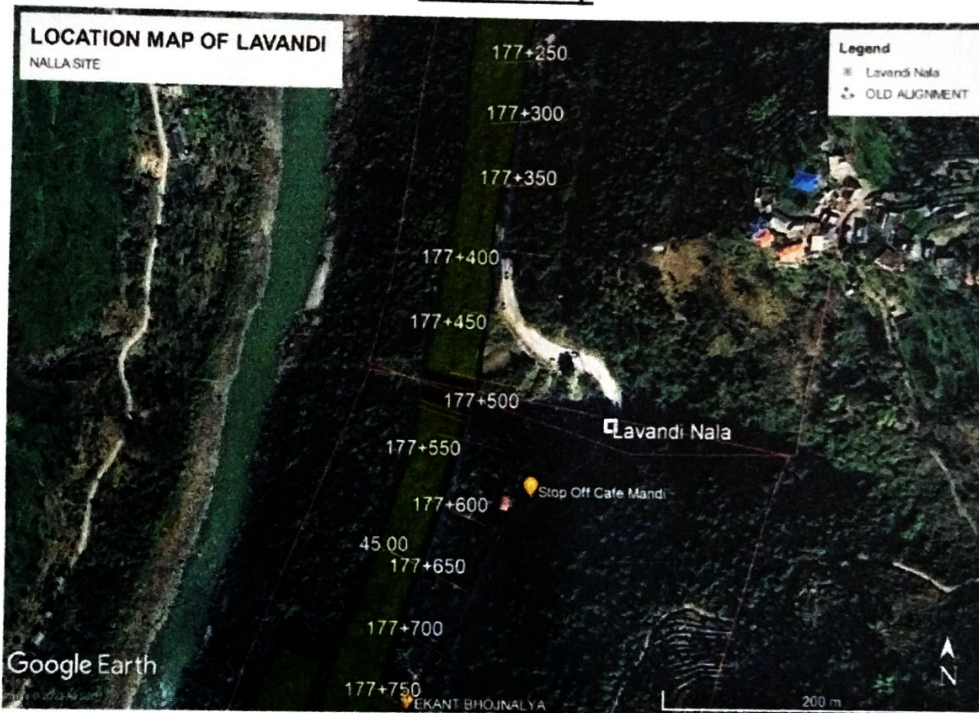 LOCATION MAP OF LAVANDI
NALLA SITE
Legend
Lavandi Nala
OLD ALIGNMENT
177+250
177+300
177+350
177+400
177+450
177+500
Lavandi Nala
177+550
Stop Off Cafe Mandi
177+600
45.00
177+650
177+700
177+750
EKANT BHOJNALYA
Google Earth
N
200 m